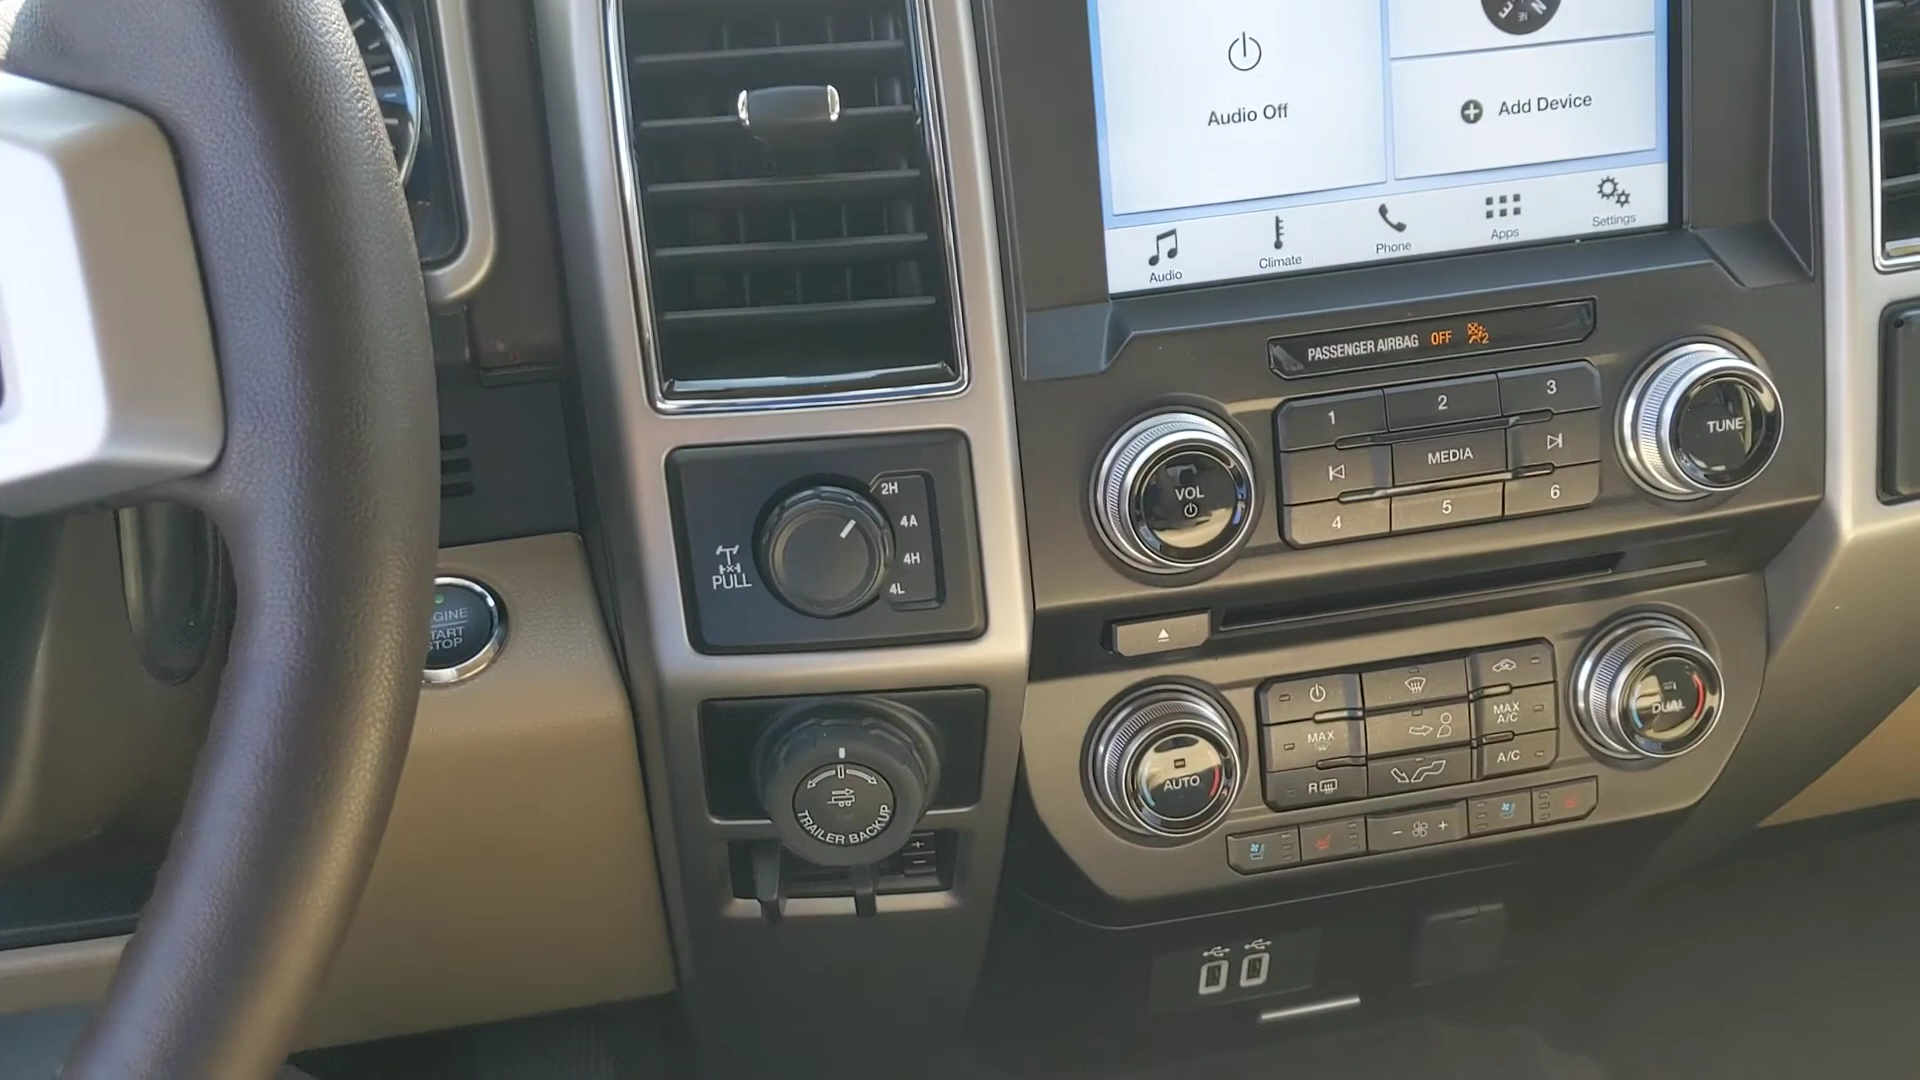 Audio Off
Add Device
Audio
Climate
Phone
Apps
Settings
PASSENGER AIRBAG OFF
1
2
3
VOL
MEDIA
TUNE
4
5
6
2H
4A
4H
4L
PULL
START
STOP
AUTO
MAX
R
MAX
A/C
A/C
DUAL
TRAILER BACKUP